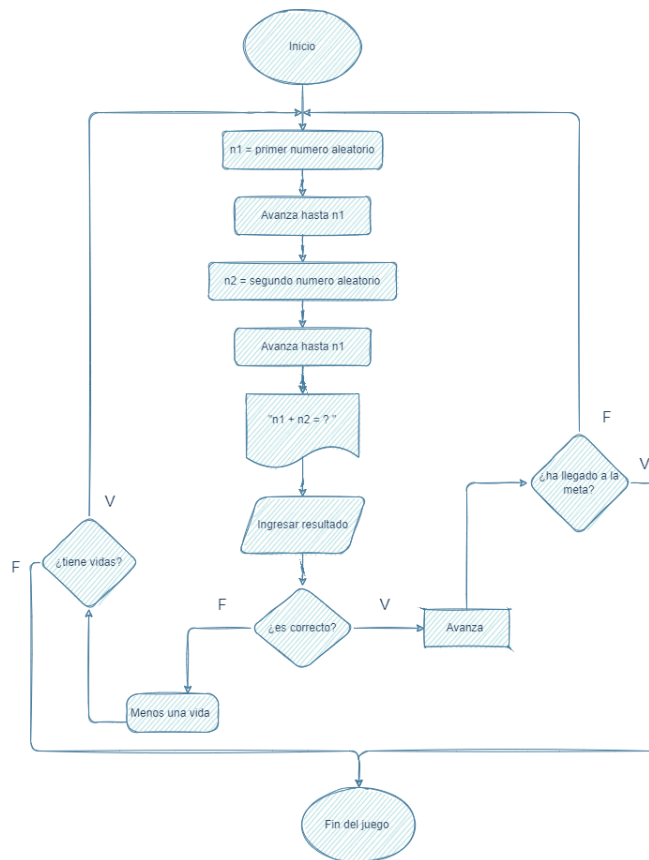 Inicio
n1 = primer numero aleatorio
Avanza hasta n1
n2 = segundo numero aleatorio
Avanza hasta n1
"n1 + n2 = ? "
F
¿ha llegado a la
meta?
V
Ingresar resultado
V
¿tiene vidas?
F
F
¿es correcto?
V
Avanza
Menos una vida
Fin del juego